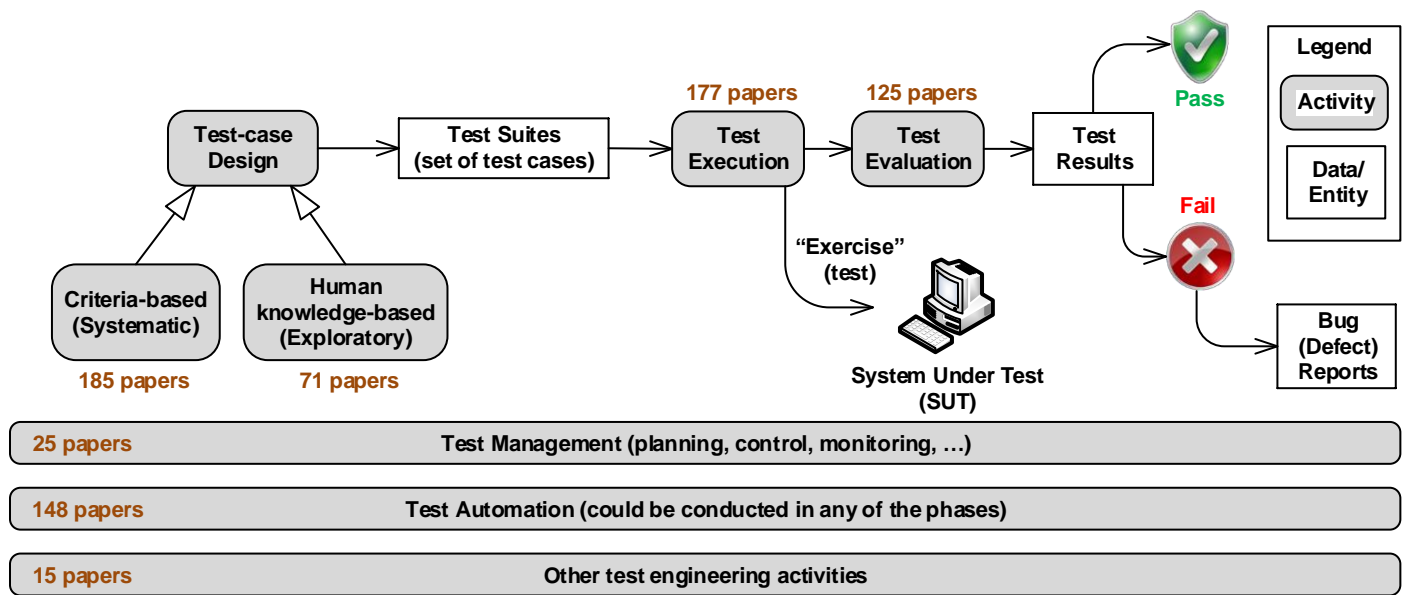 Test-case
Design
Test Suites
(set of test cases)
177 papers
Test
Execution
125 papers
Test
Evaluation
Test
Results
Pass
Fail
Legend
Activity
Data/
Entity
Criteria-based
(Systematic)
185 papers
Human
knowledge-based
(Exploratory)
71 papers
“Exercise”
(test)
System Under Test
(SUT)
Bug
(Defect)
Reports
25 papers
Test Management (planning, control, monitoring, …)
148 papers
Test Automation (could be conducted in any of the phases)
15 papers
Other test engineering activities